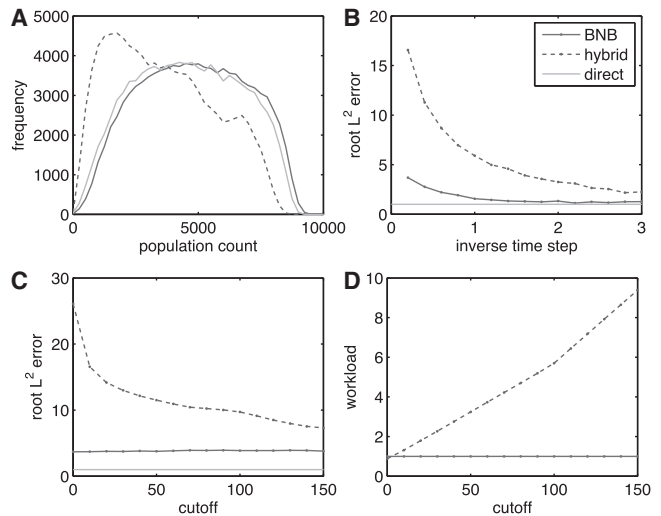 A
5000
4000
3000
2000
1000
0
frequency
0
5000
10000
population count
B
20
15
10
5
0
root L² error
BNB
hybrid
direct
0
1
2
3
inverse time step
C
30
20
10
0
root L² error
0
50
100
150
cutoff
D
10
8
6
4
2
0
workload
0
50
100
150
cutoff